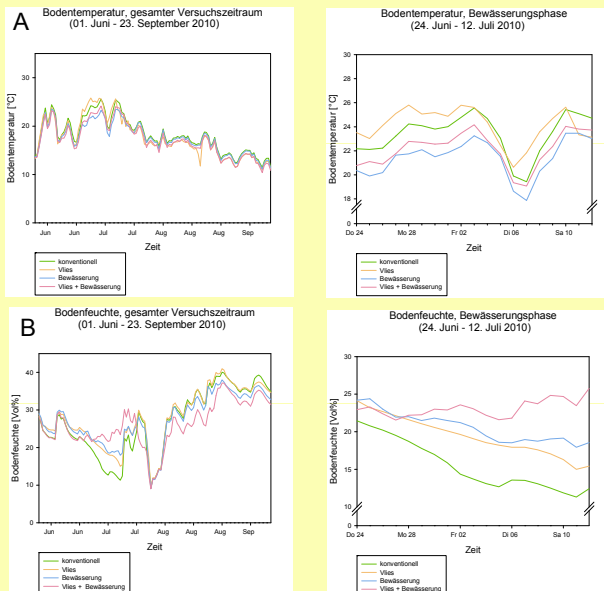 A
Bodentemperatur, gesamter Versuchszeitraum
(01. Juni - 23. September 2010)
Bodentemperatur [°C]
30
20
10
0
Jun Jun Jul Jul Aug Aug Aug Sep
Zeit
konventionell
Vlies
Bewässerung
Vlies + Bewässerung
Bodentemperatur, Bewässerungsphase
(24. Juni - 12. Juli 2010)
Bodentemperatur [°C]
30
28
26
24
22
20
18
0
Do 24 Mo 28 Fr 02 Di 06 Sa 10
Zeit
konventionell
Vlies
Bewässerung
Vlies + Bewässerung
B
Bodenfeuchte, gesamter Versuchszeitraum
(01. Juni - 23. September 2010)
Bodenfeuchte [Vol%]
40
30
20
10
0
Jun Jun Jul Jul Aug Aug Aug Sep
Zeit
konventionell
Vlies
Bewässerung
Vlies + Bewässerung
Bodenfeuchte, Bewässerungsphase
(24. Juni - 12. Juli 2010)
Bodenfeuchte [Vol%]
30
25
20
15
10
0
Do 24 Mo 28 Fr 02 Di 06 Sa 10
Zeit
konventionell
Vlies
Bewässerung
Vlies + Bewässerung